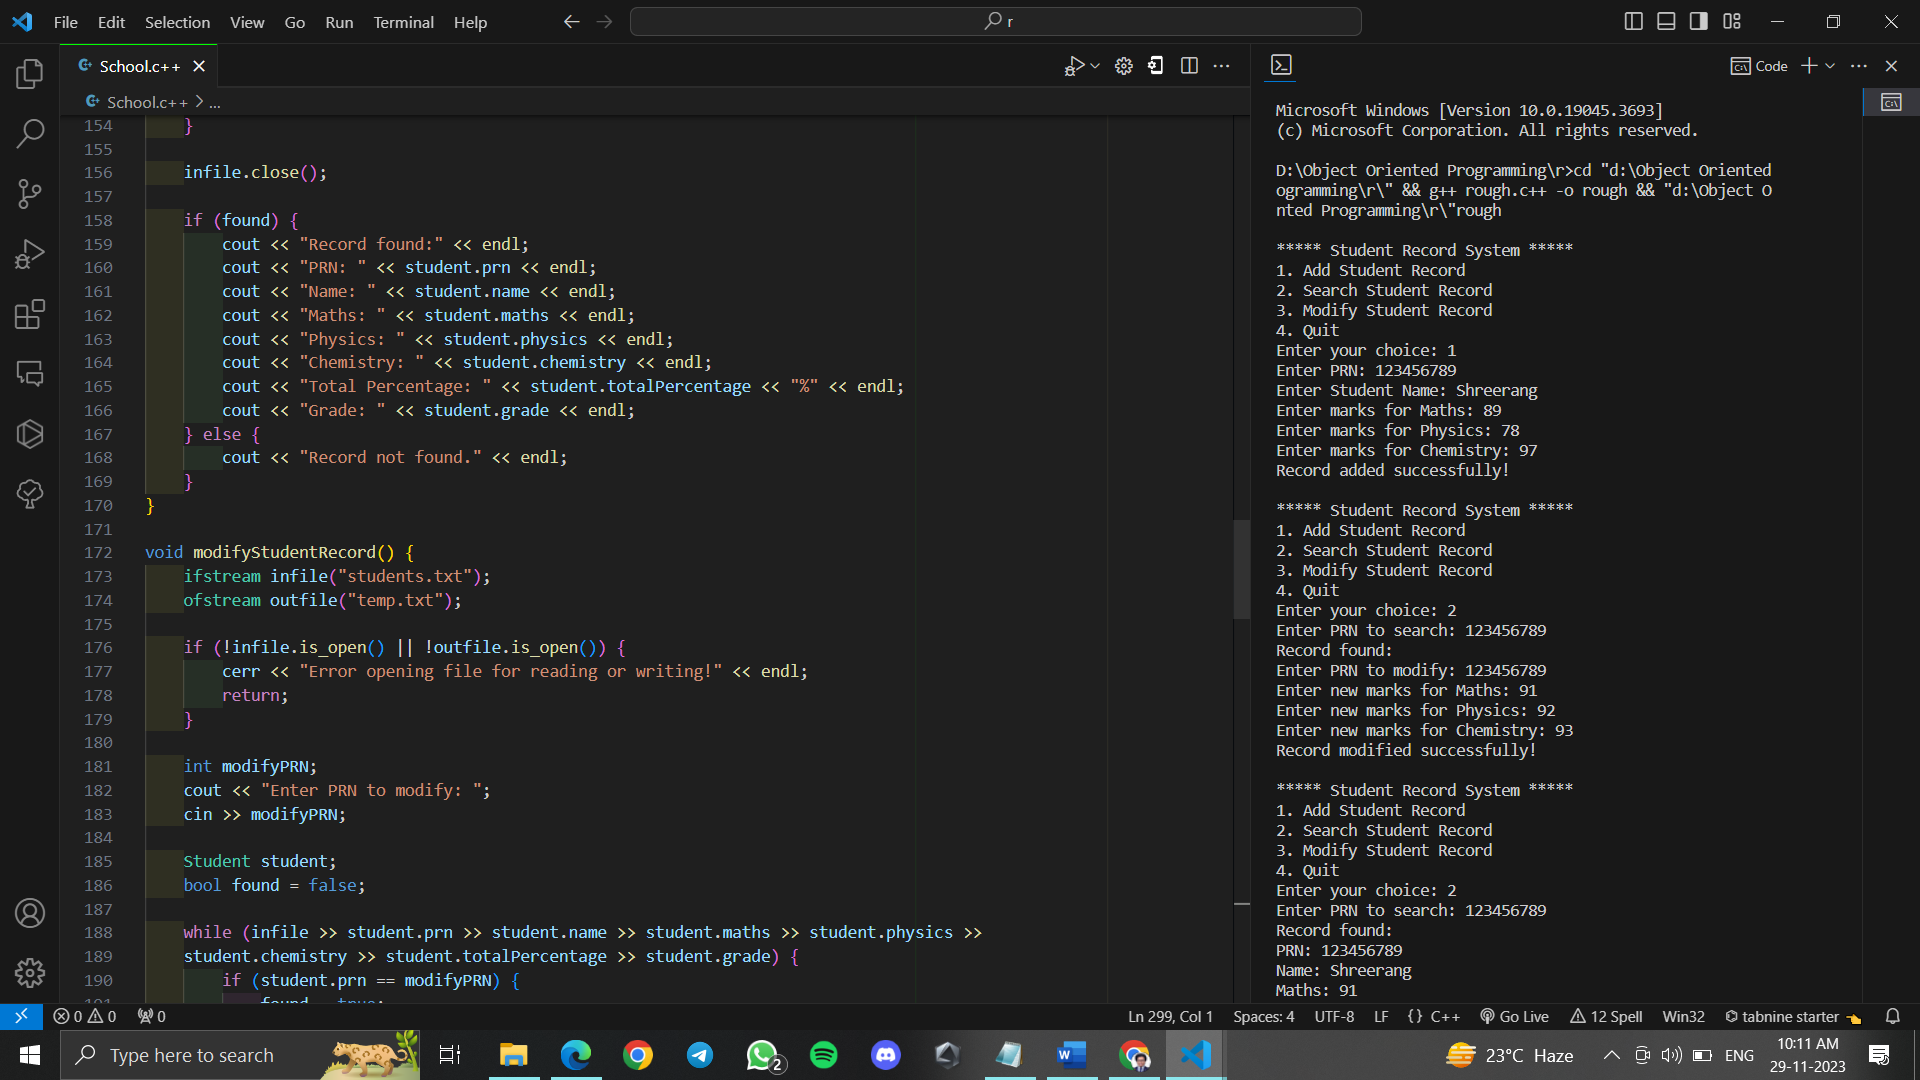 File Edit Selection View Go Run Terminal Help
r
School.c++
School.c++ > ...
154 }
155
156 infile.close();
157
158 if (found) {
159 cout << "Record found:" << endl;
160 cout << "PRN: " << student.prn << endl;
161 cout << "Name: " << student.name << endl;
162 cout << "Maths: " << student.maths << endl;
163 cout << "Physics: " << student.physics << endl;
164 cout << "Chemistry: " << student.chemistry << endl;
165 cout << "Total Percentage: " << student.totalPercentage << "%" << endl;
166 cout << "Grade: " << student.grade << endl;
167 } else {
168 cout << "Record not found." << endl;
169 }
170 }
171
172 void modifyStudentRecord() {
173 ifstream infile("students.txt");
174 ofstream outfile("temp.txt");
175
176 if (!infile.is_open() || !outfile.is_open()) {
177 cerr << "Error opening file for reading or writing!" << endl;
178 return;
179 }
180
181 int modifyPRN;
182 cout << "Enter PRN to modify: ";
183 cin >> modifyPRN;
184
185 Student student;
186 bool found = false;
187
188 while (infile >> student.prn >> student.name >> student.maths >> student.physics >>
189 student.chemistry >> student.totalPercentage >> student.grade) {
190 if (student.prn == modifyPRN) {
191 found = true;
Code
Microsoft Windows [Version 10.0.19045.3693]
(c) Microsoft Corporation. All rights reserved.
D:\Object Oriented Programming\r>cd "d:\Object Oriented
ogramming\r\" && g++ rough.c++ -o rough && "d:\Object O
nted Programming\r\"rough
***** Student Record System *****
1. Add Student Record
2. Search Student Record
3. Modify Student Record
4. Quit
Enter your choice: 1
Enter PRN: 123456789
Enter Student Name: Shreerang
Enter marks for Maths: 89
Enter marks for Physics: 78
Enter marks for Chemistry: 97
Record added successfully!
***** Student Record System *****
1. Add Student Record
2. Search Student Record
3. Modify Student Record
4. Quit
Enter your choice: 2
Enter PRN to search: 123456789
Record found:
Enter PRN to modify: 123456789
Enter new marks for Maths: 91
Enter new marks for Physics: 92
Enter new marks for Chemistry: 93
Record modified successfully!
***** Student Record System *****
1. Add Student Record
2. Search Student Record
3. Modify Student Record
4. Quit
Enter your choice: 2
Enter PRN to search: 123456789
Record found:
PRN: 123456789
Name: Shreerang
Maths: 91
0 0 0 Ln 299, Col 1 Spaces: 4 UTF-8 LF {} C++ Go Live 12 Spell Win32 tabnine starter
Type here to search
2
23°C Haze
ENG
10:11 AM
29-11-2023